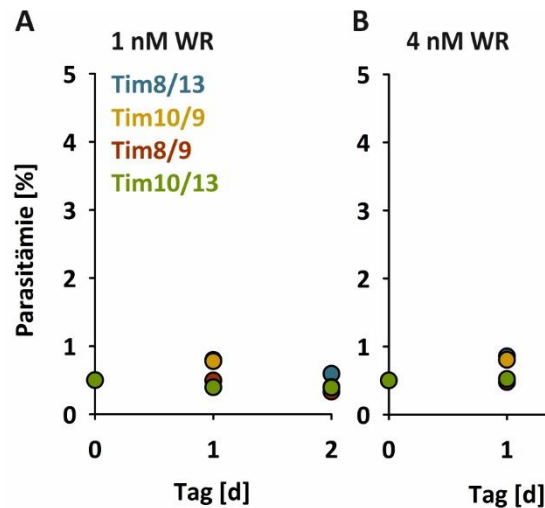 A
1 nM WR
5
4
3
2
1
0
Parasitämie [%]
Tim8/13
Tim10/9
Tim8/9
Tim10/13
0
1
2
Tag [d]
B
4 nM WR
5
4
3
2
1
0
0
1
Tag [d]